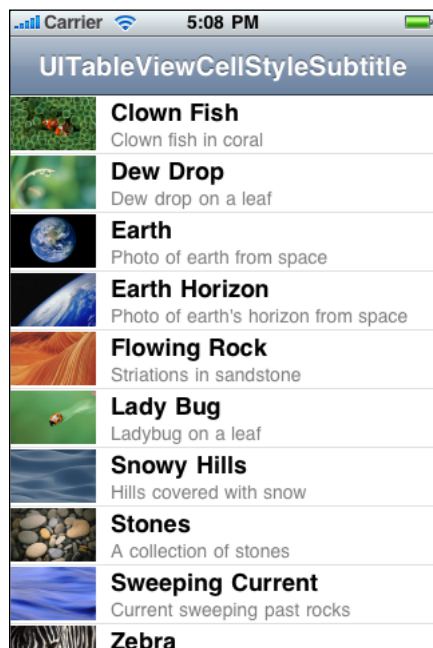 Carrier 5:08 PM
UITableViewCellStyleSubtitle
Clown Fish
Clown fish in coral
Dew Drop
Dew drop on a leaf
Earth
Photo of earth from space
Earth Horizon
Photo of earth's horizon from space
Flowing Rock
Striations in sandstone
Lady Bug
Ladybug on a leaf
Snowy Hills
Hills covered with snow
Stones
A collection of stones
Sweeping Current
Current sweeping past rocks
Zebra